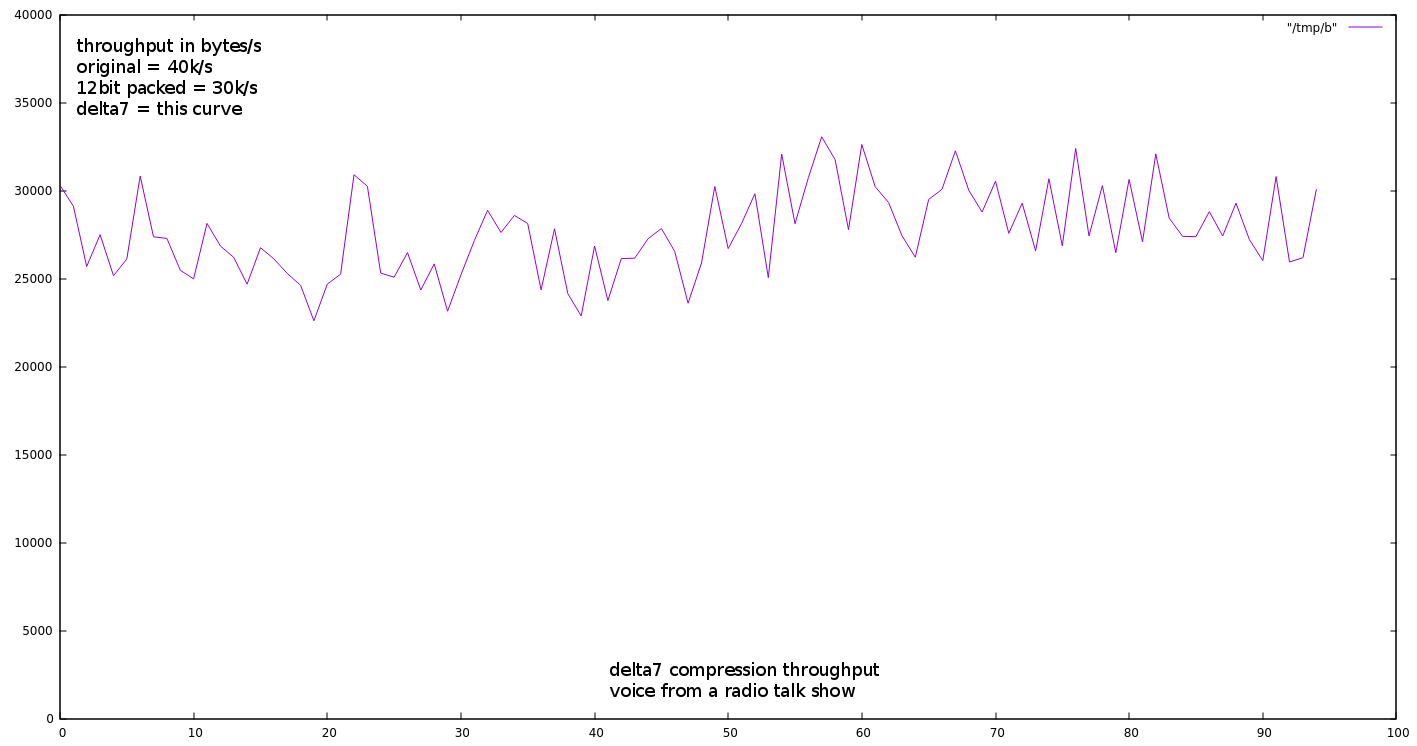 40000
"/tmp/b"
throughput in bytes/s
original = 40k/s
12bit packed = 30k/s
delta7 = this curve
35000
30000
25000
20000
15000
10000
5000
delta7 compression throughput
voice from a radio talk show
0
0 10 20 30 40 50 60 70 80 90 100